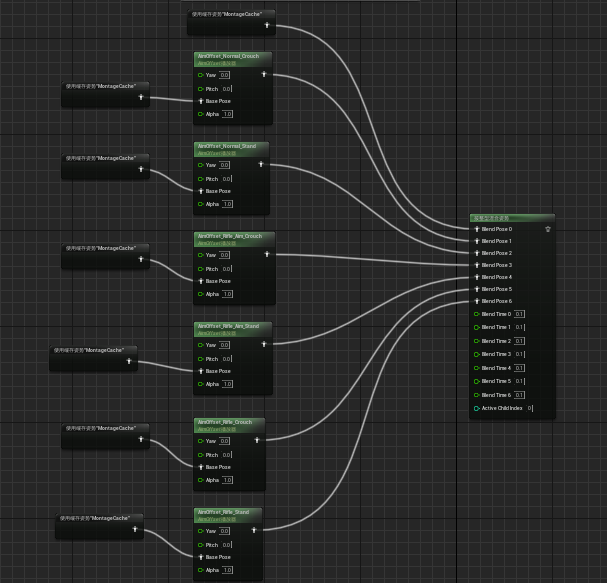 使用缓存姿势"MontageCache"
AimOffset_Normal_Crouch
AimOffset播放器
Yaw 0.0
Pitch 0.0
Base Pose
Alpha 1.0
使用缓存姿势"MontageCache"
AimOffset_Normal_Stand
AimOffset播放器
Yaw 0.0
Pitch 0.0
Base Pose
Alpha 1.0
使用缓存姿势"MontageCache"
AimOffset_Rifle_Aim_Crouch
AimOffset播放器
Yaw 0.0
Pitch 0.0
Base Pose
Alpha 1.0
使用缓存姿势"MontageCache"
AimOffset_Rifle_Aim_Stand
AimOffset播放器
Yaw 0.0
Pitch 0.0
Base Pose
Alpha 1.0
使用缓存姿势"MontageCache"
AimOffset_Rifle_Crouch
AimOffset播放器
Yaw 0.0
Pitch 0.0
Base Pose
Alpha 1.0
使用缓存姿势"MontageCache"
AimOffset_Rifle_Stand
AimOffset播放器
Yaw 0.0
Pitch 0.0
Base Pose
Alpha 1.0
使用缓存姿势"MontageCache"
按整型混合姿势
Blend Pose 0
Blend Pose 1
Blend Pose 2
Blend Pose 3
Blend Pose 4
Blend Pose 5
Blend Pose 6
Blend Time 0 0.1
Blend Time 1 0.1
Blend Time 2 0.1
Blend Time 3 0.1
Blend Time 4 0.1
Blend Time 5 0.1
Blend Time 6 0.1
Active Child Index 0